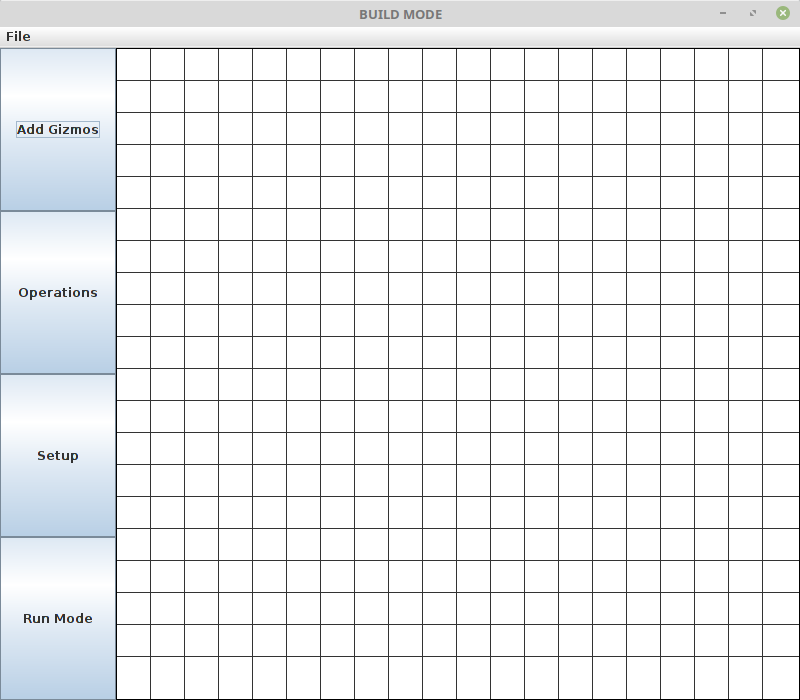 BUILD MODE
File
Add Gizmos
Operations
Setup
Run Mode